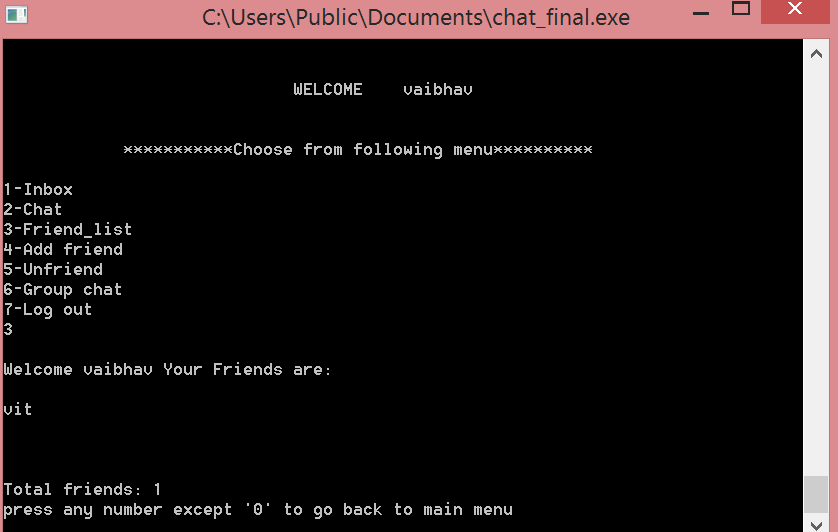 C:\Users\Public\Documents\chat_final.exe
WELCOME    vaibhav
***********Choose from following menu**********
1-Inbox
2-Chat
3-Friend_list
4-Add friend
5-Unfriend
6-Group chat
7-Log out
3
Welcome vaibhav Your Friends are:
vit
Total friends: 1
press any number except '0' to go back to main menu